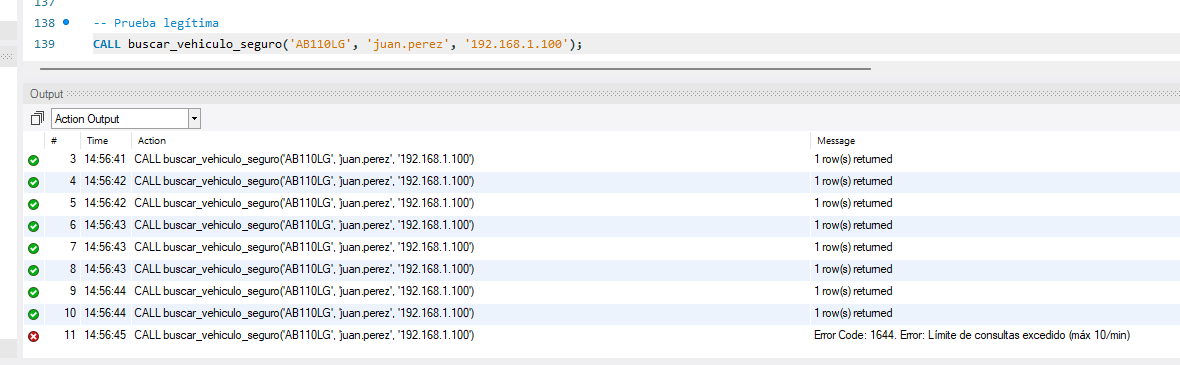 137
138 -- Prueba legítima
139 CALL buscar_vehiculo_seguro('AB110LG', 'juan.perez', '192.168.1.100');
Output
Action Output
# Time Action Message
3 14:56:41 CALL buscar_vehiculo_seguro('AB110LG', 'juan.perez', '192.168.1.100') 1 row(s) returned
4 14:56:42 CALL buscar_vehiculo_seguro('AB110LG', 'juan.perez', '192.168.1.100') 1 row(s) returned
5 14:56:42 CALL buscar_vehiculo_seguro('AB110LG', 'juan.perez', '192.168.1.100') 1 row(s) returned
6 14:56:43 CALL buscar_vehiculo_seguro('AB110LG', 'juan.perez', '192.168.1.100') 1 row(s) returned
7 14:56:43 CALL buscar_vehiculo_seguro('AB110LG', 'juan.perez', '192.168.1.100') 1 row(s) returned
8 14:56:43 CALL buscar_vehiculo_seguro('AB110LG', 'juan.perez', '192.168.1.100') 1 row(s) returned
9 14:56:44 CALL buscar_vehiculo_seguro('AB110LG', 'juan.perez', '192.168.1.100') 1 row(s) returned
10 14:56:44 CALL buscar_vehiculo_seguro('AB110LG', 'juan.perez', '192.168.1.100') 1 row(s) returned
11 14:56:45 CALL buscar_vehiculo_seguro('AB110LG', 'juan.perez', '192.168.1.100') Error Code: 1644. Error: Límite de consultas excedido (máx 10/min)